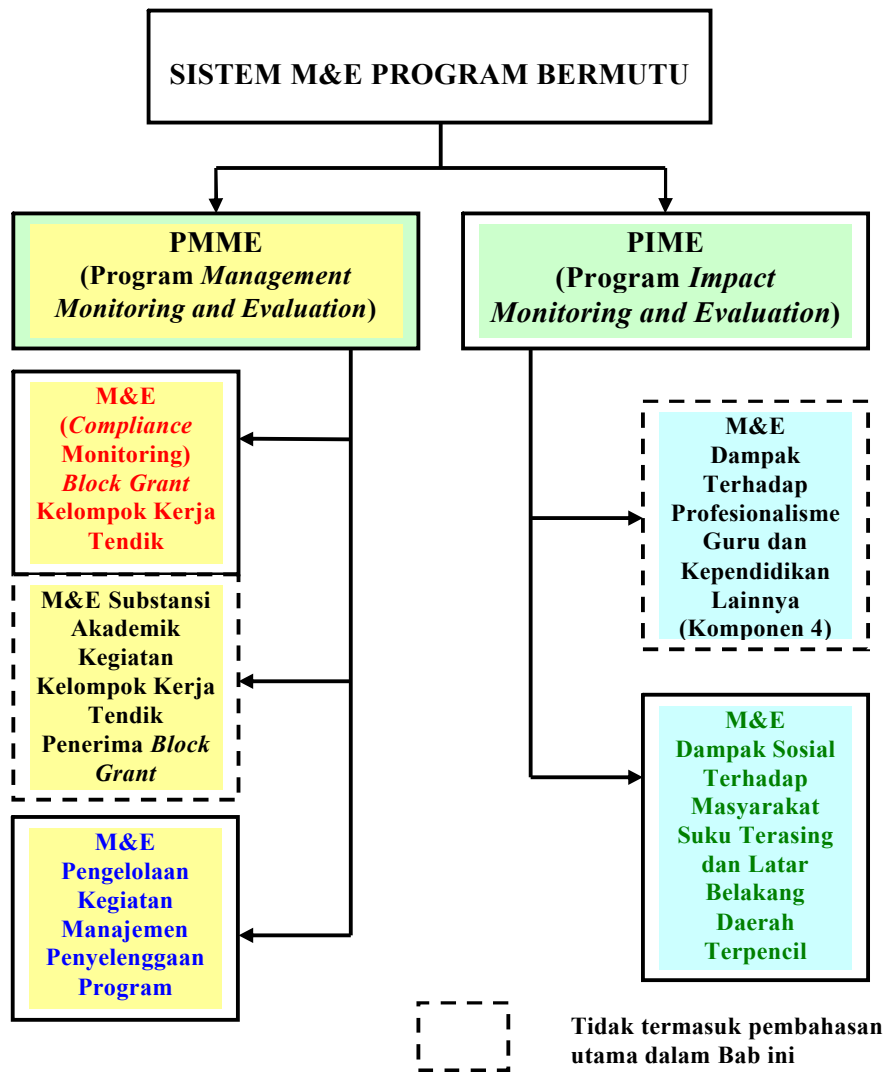 SISTEM M&E PROGRAM BERMUTU
PMME
(Program Management
Monitoring and Evaluation)
PIME
(Program Impact
Monitoring and Evaluation)
M&E
(Compliance
Monitoring)
Block Grant
Kelompok Kerja
Tendik
M&E Substansi
Akademik
Kegiatan
Kelompok Kerja
Tendik
Penerima Block
Grant
M&E
Pengelolaan
Kegiatan
Manajemen
Penyelenggaan
Program
M&E
Dampak
Terhadap
Profesionalisme
Guru dan
Kependidikan
Lainnya
(Komponen 4)
M&E
Dampak Sosial
Terhadap
Masyarakat
Suku Terasing
dan Latar
Belakang
Daerah
Terpencil
Tidak termasuk pembahasan
utama dalam Bab ini